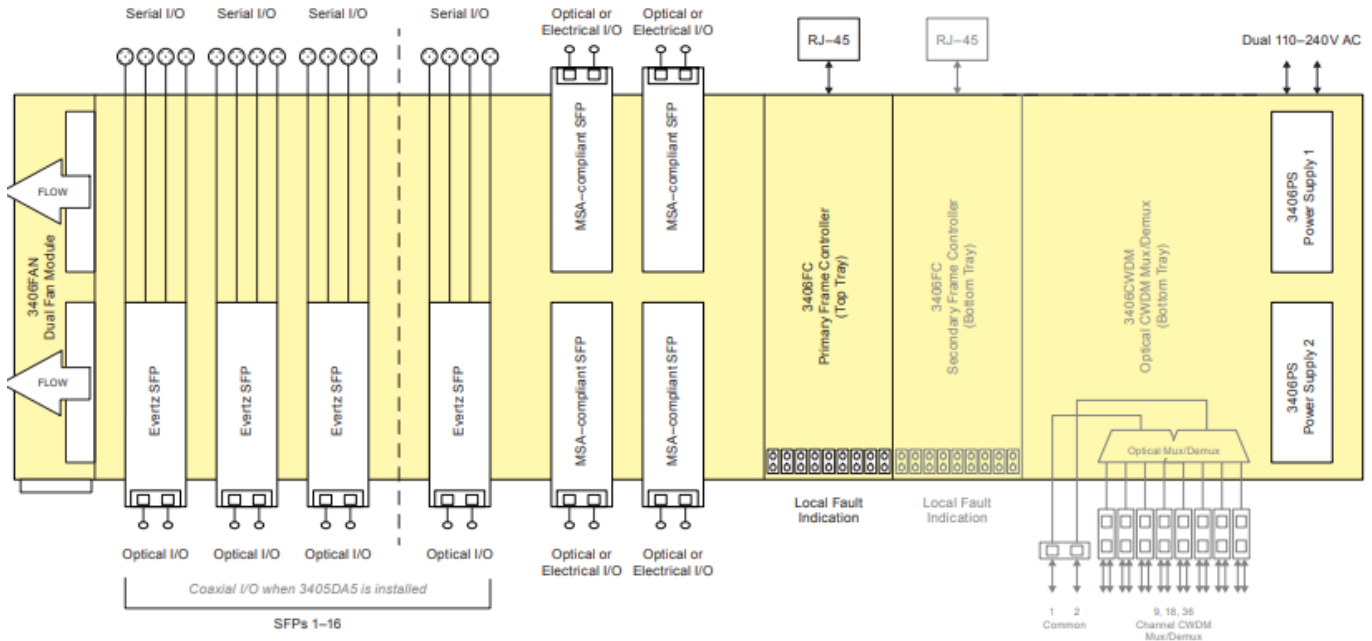 Serial I/O
Serial I/O
Serial I/O
Serial I/O
Optical or
Electrical I/O
Optical or
Electrical I/O
RJ–45
RJ–45
Dual 110–240V AC
FLOW
FLOW
3406FAN
Dual Fan Module
Evertz SFP
Evertz SFP
Evertz SFP
Evertz SFP
MSA–compliant SFP
MSA–compliant SFP
MSA–compliant SFP
MSA–compliant SFP
3406FC
Primary Frame Controller
(Top Tray)
3406FC
Secondary Frame Controller
(Bottom Tray)
3406CWDM
Optical CWDM Mux/Demux
(Bottom Tray)
3406PS
Power Supply 1
3406PS
Power Supply 2
Optical Mux/Demux
Optical I/O
Optical I/O
Optical I/O
Optical I/O
Optical or
Electrical I/O
Optical or
Electrical I/O
Local Fault
Indication
Local Fault
Indication
Coaxial I/O when 3405DA5 is installed
SFPs 1–16
1
2
Common
9, 18, 36
Channel CWDM
Mux/Demux